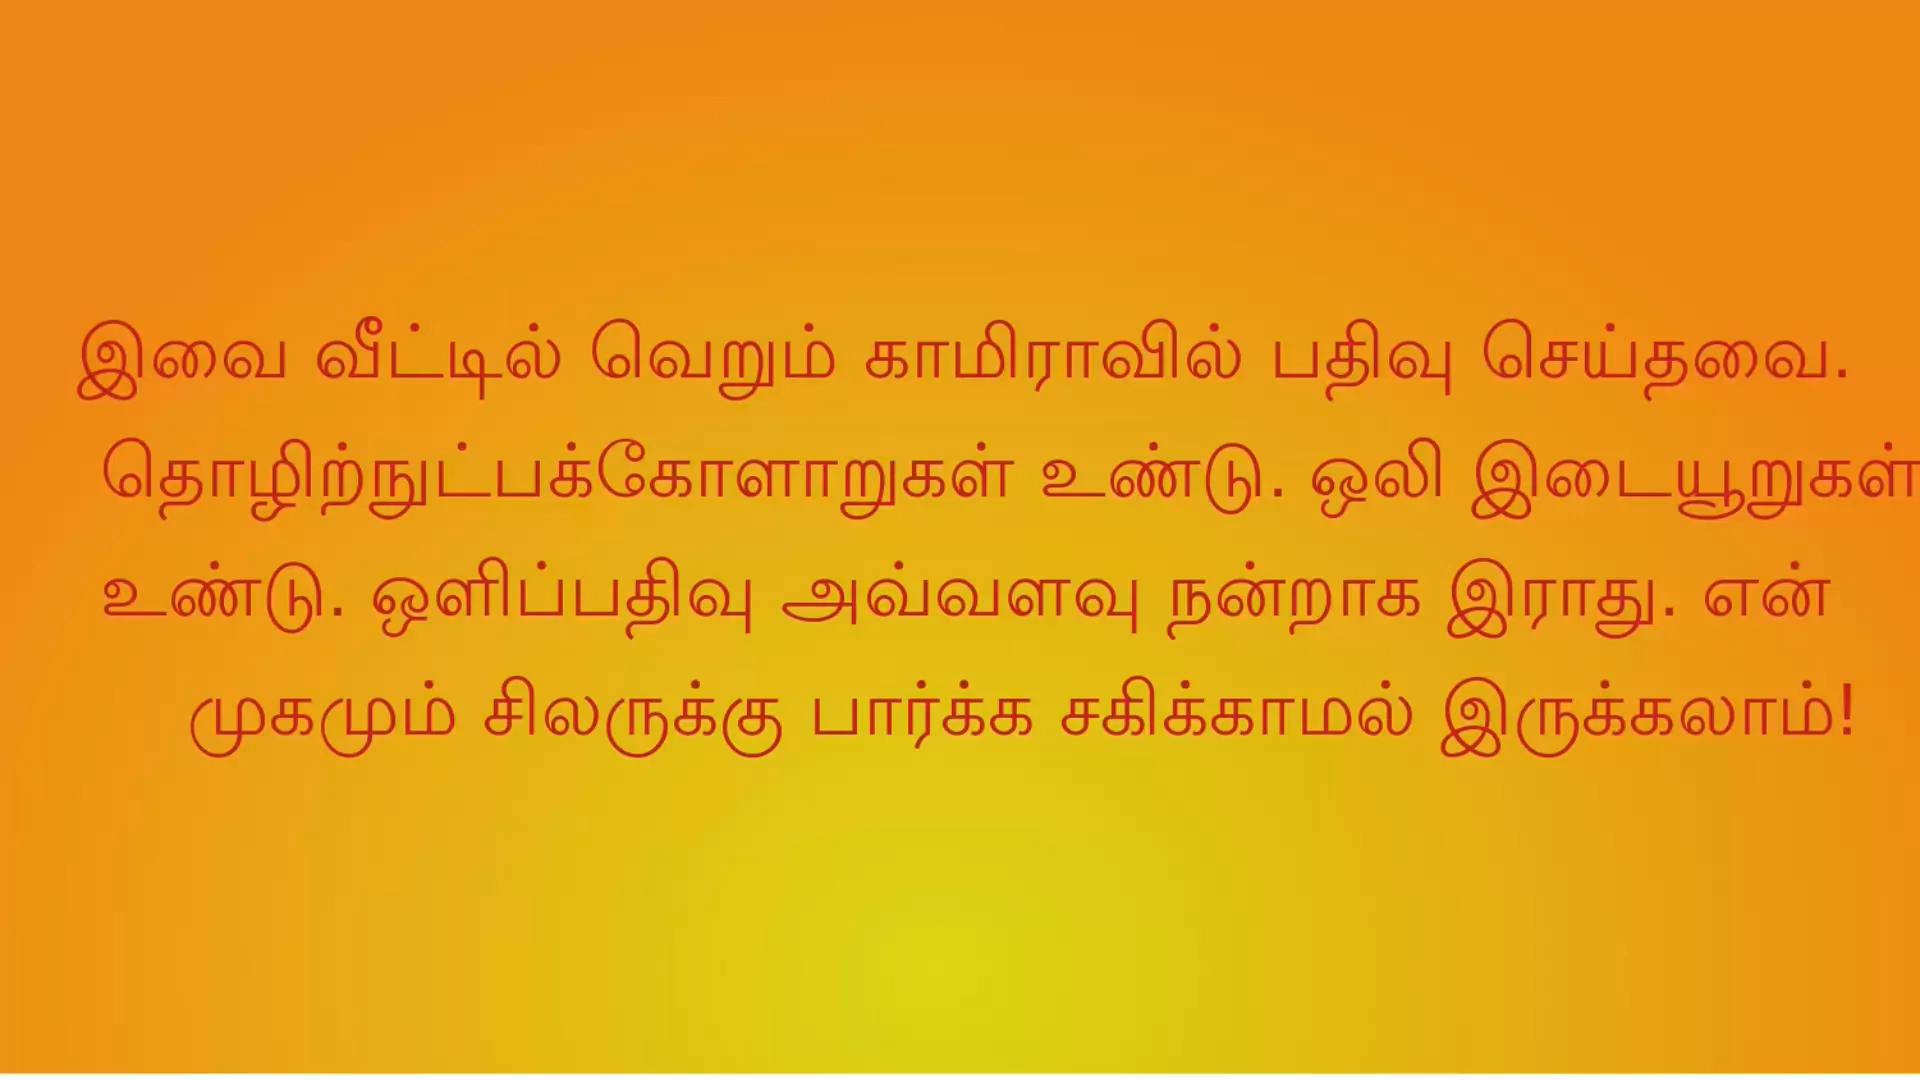 இவை வீட்டில் வெறும் காமிராவில் பதிவு செய்தவை.
தொழிற்நுட்பக்கோளாறுகள் உண்டு. ஒலி இடையூறுகள்
உண்டு. ஒளிப்பதிவு அவ்வளவு நன்றாக இராது. என்
முகமும் சிலருக்கு பார்க்க சகிக்காமல் இருக்கலாம்!